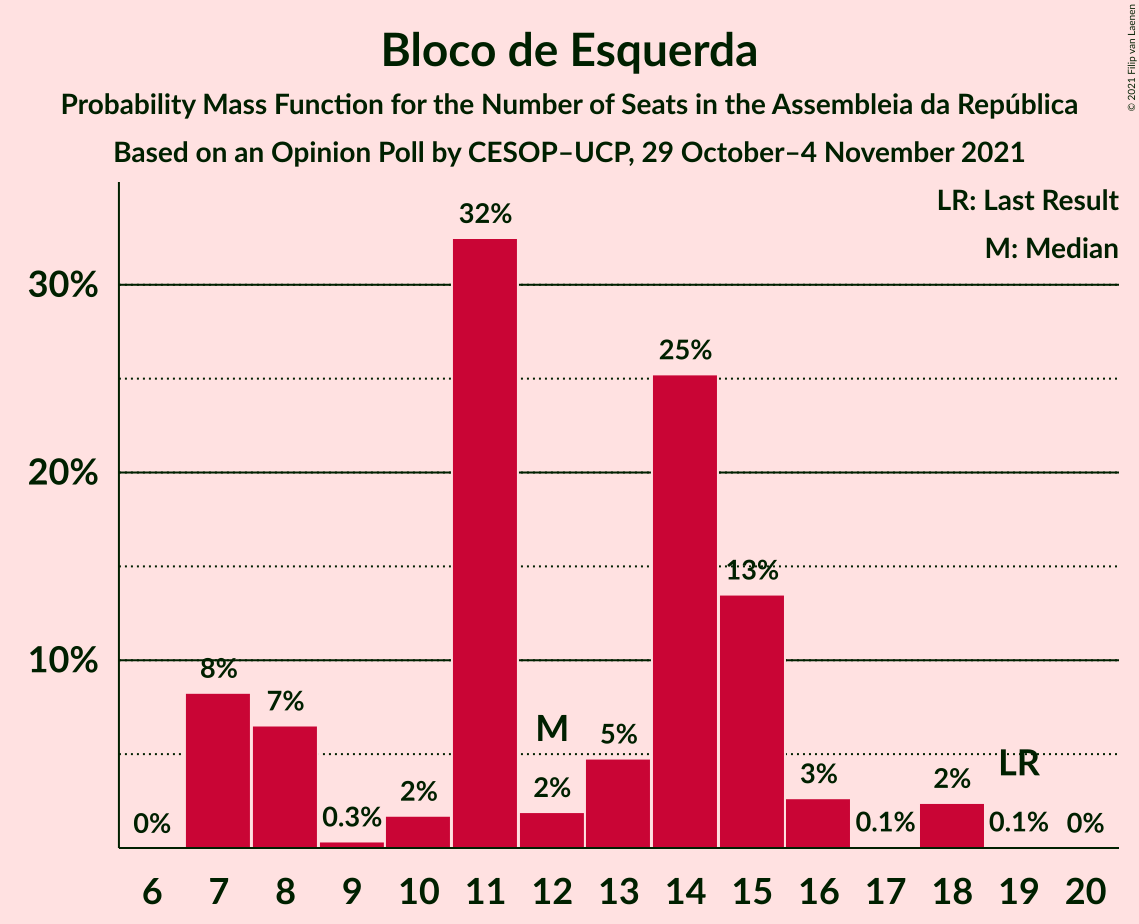 Bloco de Esquerda
Probability Mass Function for the Number of Seats in the Assembleia da República
Based on an Opinion Poll by CESOP–UCP, 29 October–4 November 2021
© 2021 Filip van Laenen
LR: Last Result
M: Median
32%
30%
25%
20%
13%
10%
8%
7%
M
5%
LR
3%
2%
2%
2%
0.3%
0.1%
0.1%
0%
0%
6 7 8 9 10 11 12 13 14 15 16 17 18 19 20